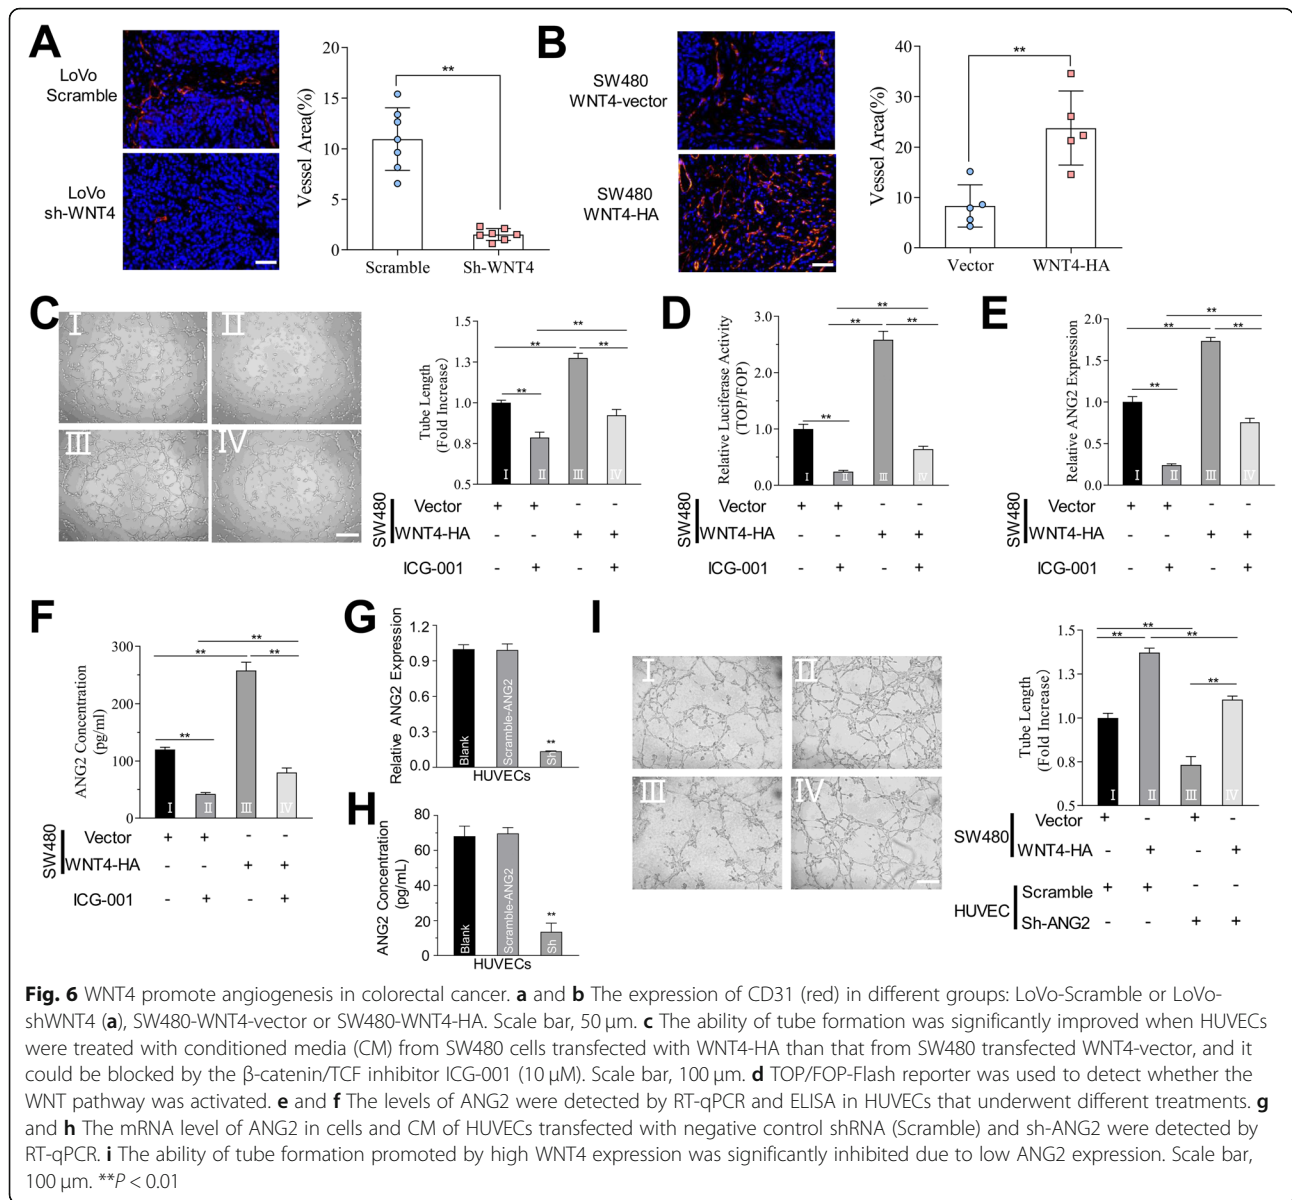 A
LoVo
Scramble
LoVo
sh-WNT4
Vessel Area(%)
20
15
10
5
0
**
Scramble
Sh-WNT4
B
SW480
WNT4-vector
SW480
WNT4-HA
Vessel Area(%)
40
30
20
10
0
**
Vector
WNT4-HA
C
I
II
III
IV
Tube Length
(Fold Increase)
1.5
1.3
1.0
0.8
0.5
**
**
**
**
I
II
III
IV
SW480
Vector + + - -
WNT4-HA - - + +
ICG-001 - + - +
D
Relative Luciferase Activity
(TOP/FOP)
3.0
2.0
1.0
0.0
**
**
**
**
I
II
III
IV
SW480
Vector + + - -
WNT4-HA - - + +
ICG-001 - + - +
E
Relative ANG2 Expression
2.0
1.5
1.0
0.5
0.0
**
**
**
**
I
II
III
IV
SW480
Vector + + - -
WNT4-HA - - + +
ICG-001 - + - +
F
ANG2 Concentration
(pg/ml)
300
200
100
0
**
**
**
**
I
II
III
IV
SW480
Vector + + - -
WNT4-HA - - + +
ICG-001 - + - +
G
Relative ANG2 Expression
1.2
0.9
0.6
0.3
0.0
Blank
Scramble-ANG2
**
Sh
HUVECs
H
ANG2 Concentration
(pg/mL)
80
60
40
20
0
Blank
Scramble-ANG2
**
Sh
HUVECs
I
I
II
III
IV
Tube Length
(Fold Increase)
1.5
1.3
1.0
0.8
0.5
**
**
**
**
I
II
III
IV
SW480
Vector + - + -
WNT4-HA - + - +
HUVEC
Scramble + + - -
Sh-ANG2 - - + +
Fig. 6 WNT4 promote angiogenesis in colorectal cancer. a and b The expression of CD31 (red) in different groups: LoVo-Scramble or LoVo-
shWNT4 (a), SW480-WNT4-vector or SW480-WNT4-HA. Scale bar, 50 μm. c The ability of tube formation was significantly improved when HUVECs
were treated with conditioned media (CM) from SW480 cells transfected with WNT4-HA than that from SW480 transfected WNT4-vector, and it
could be blocked by the β-catenin/TCF inhibitor ICG-001 (10 μM). Scale bar, 100 μm. d TOP/FOP-Flash reporter was used to detect whether the
WNT pathway was activated. e and f The levels of ANG2 were detected by RT-qPCR and ELISA in HUVECs that underwent different treatments. g
and h The mRNA level of ANG2 in cells and CM of HUVECs transfected with negative control shRNA (Scramble) and sh-ANG2 were detected by
RT-qPCR. i The ability of tube formation promoted by high WNT4 expression was significantly inhibited due to low ANG2 expression. Scale bar,
100 μm. **P < 0.01